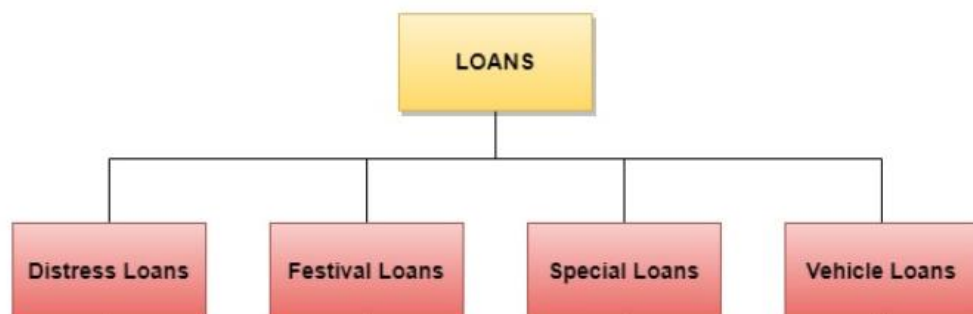 LOANS
Distress Loans
Festival Loans
Special Loans
Vehicle Loans